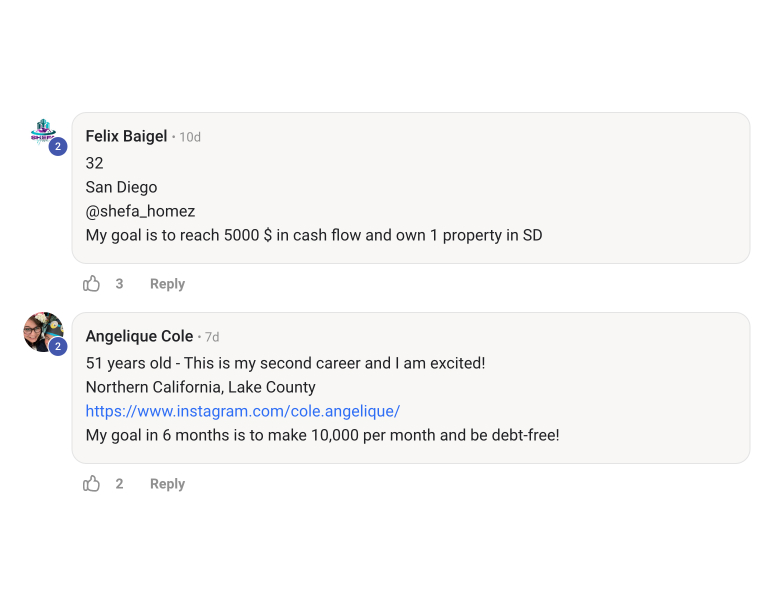 SHEFA
2
Felix Baigel • 10d
32
San Diego
@shefa_homez
My goal is to reach 5000 $ in cash flow and own 1 property in SD
3 Reply
2
Angelique Cole • 7d
51 years old - This is my second career and I am excited!
Northern California, Lake County
https://www.instagram.com/cole.angelique/
My goal in 6 months is to make 10,000 per month and be debt-free!
2 Reply